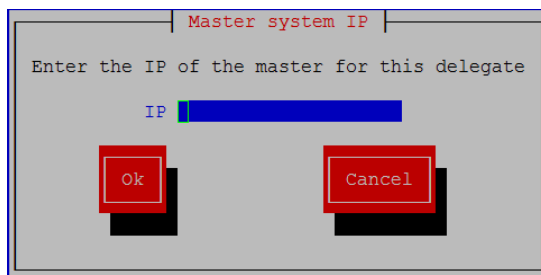 Master system IP
Enter the IP of the master for this delegate
IP
Ok Cancel